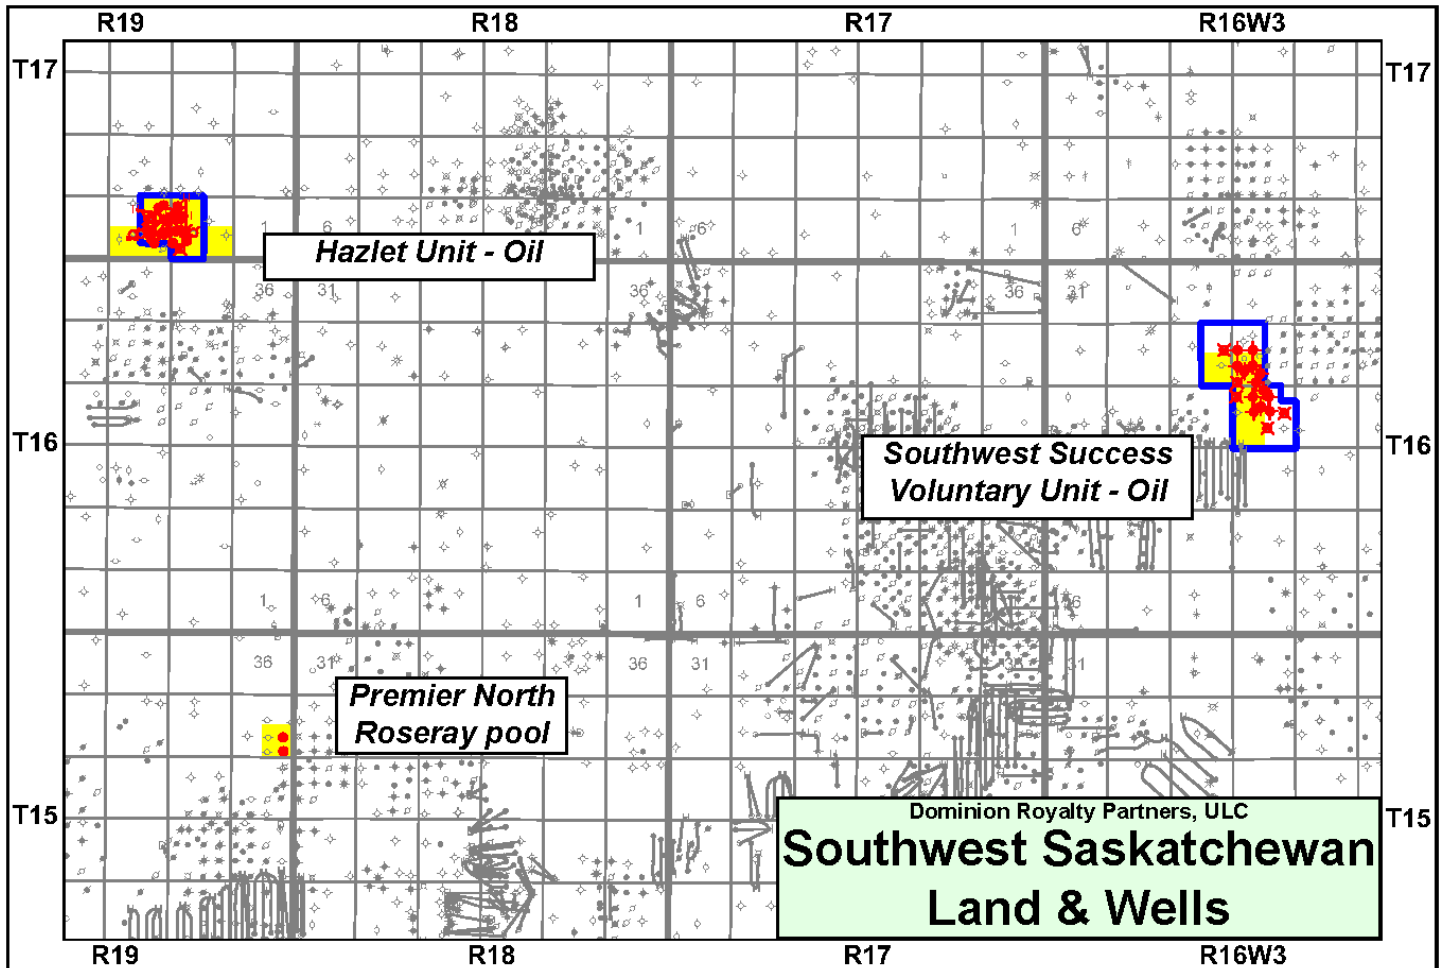 R19 R18 R17 R16W3
T17 T17
1 6 1 6 1 6
Hazlet Unit - Oil
36 31 36 36 31
T16 T16
Southwest Success
Voluntary Unit - Oil
1 6 1 6 6
36 31 36 31 31
Premier North
Roseray pool
T15 T15
Dominion Royalty Partners, ULC
Southwest Saskatchewan
Land & Wells
R19 R18 R17 R16W3